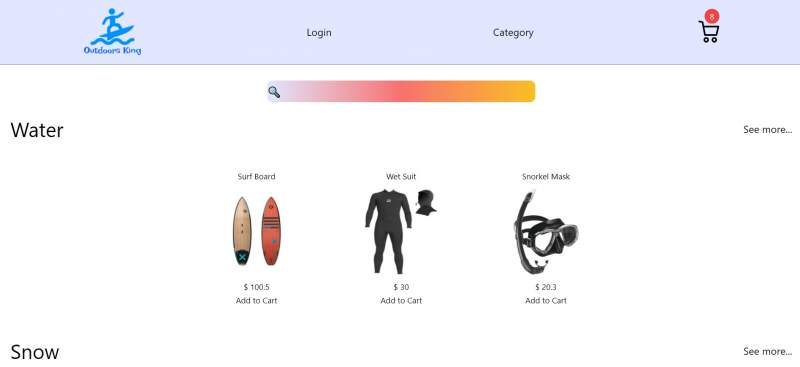 8
Outdoors King
Login
Category
Water
See more...
Surf Board
Wet Suit
Snorkel Mask
$ 100.5
$ 30
$ 20.3
Add to Cart
Add to Cart
Add to Cart
Snow
See more...